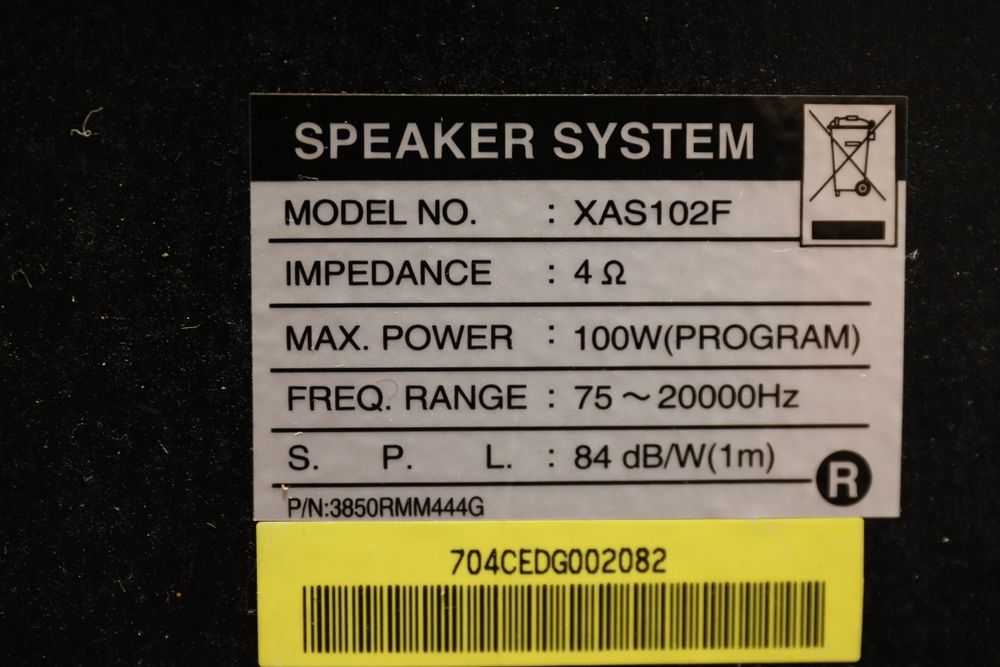 SPEAKER SYSTEM
MODEL NO. : XAS102F
IMPEDANCE : 4 Ω
MAX. POWER : 100W(PROGRAM)
FREQ. RANGE : 75 ~ 20000Hz
S. P. L. : 84 dB/W(1m)
R
P/N:3850RMM444G
704CEDG002082